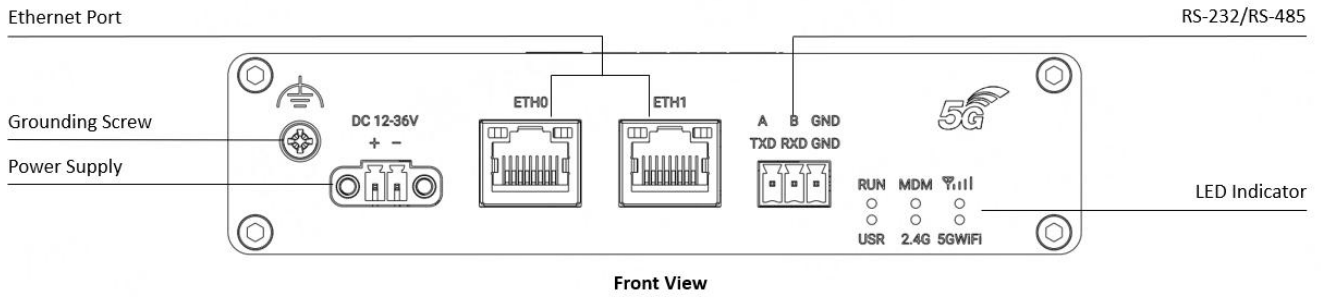 Ethernet Port
RS-232/RS-485
ETH0
ETH1
5G
Grounding Screw
DC 12-36V
A B GND
+ -
TXD RXD GND
Power Supply
RUN MDM
LED Indicator
USR 2.4G 5GWiFi
Front View